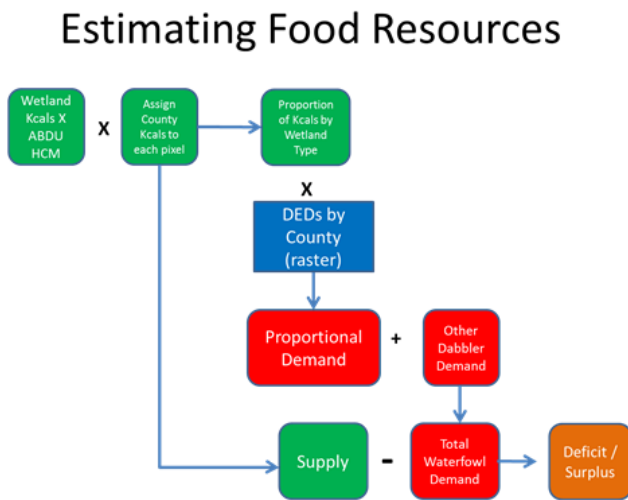 Estimating Food Resources
Wetland
Kcals X
ABDU
HCM
X
Assign
County
Kcals to
each pixel
Proportion
of Kcals by
Wetland
Type
X
DEDs by
County
(raster)
Proportional
Demand
+
Other
Dabbler
Demand
Supply
-
Total
Waterfowl
Demand
Deficit /
Surplus